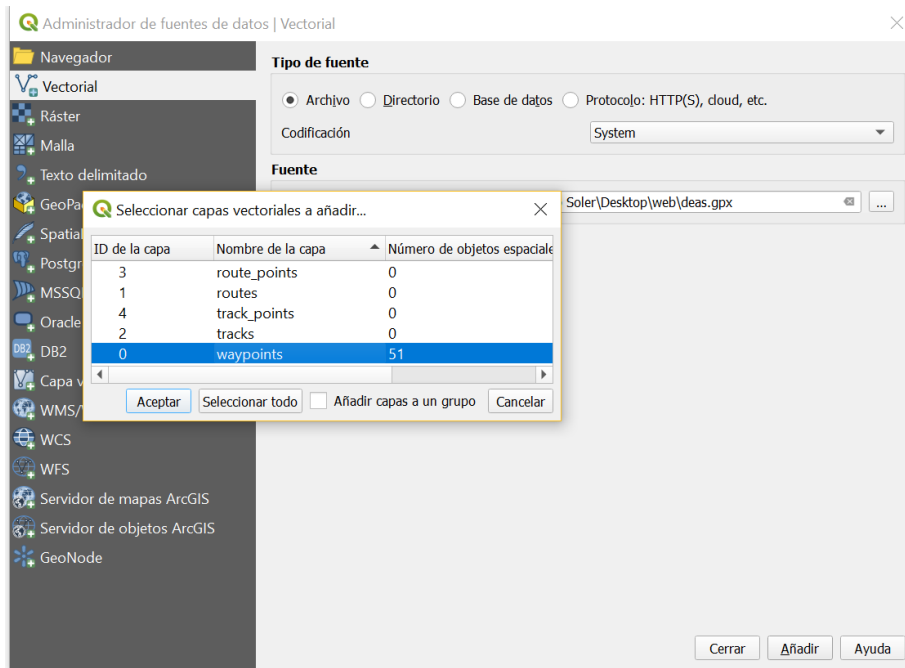 Administrador de fuentes de datos | Vectorial
Navegador
Vectorial
Ráster
Malla
Texto delimitado
GeoPa
Spatial
Postgr
MSSQ
Oracle
DB2
DB2
Capa v
WMS/
WCS
WFS
Servidor de mapas ArcGIS
Servidor de objetos ArcGIS
GeoNode
Tipo de fuente
Archivo Directorio Base de datos Protocolo: HTTP(S), cloud, etc.
Codificación System
Fuente
Soler\Desktop\web\deas.gpx ...
Seleccionar capas vectoriales a añadir...
ID de la capa Nombre de la capa Número de objetos espaciale
3 route_points 0
1 routes 0
4 track_points 0
2 tracks 0
0 waypoints 51
Aceptar Seleccionar todo Añadir capas a un grupo Cancelar
Cerrar Añadir Ayuda